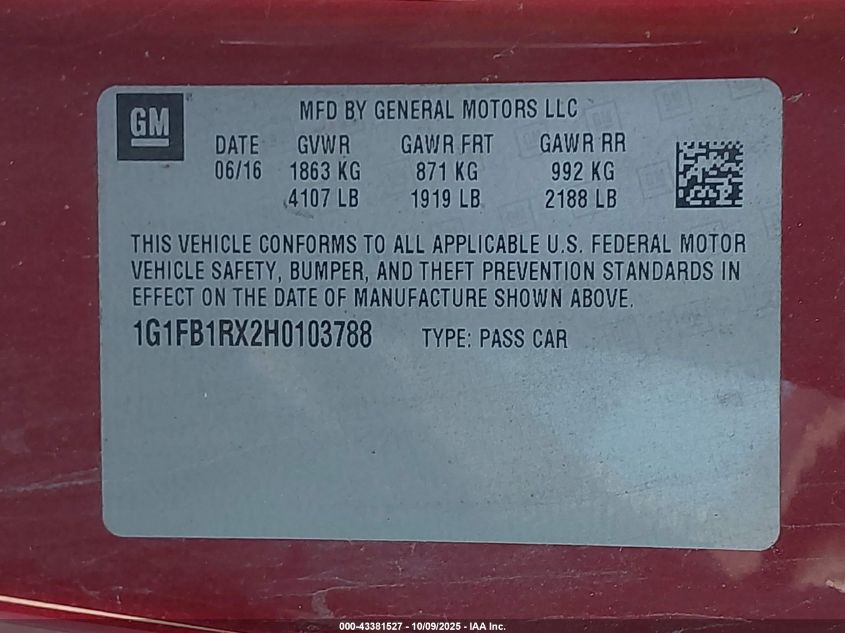 GM
MFD BY GENERAL MOTORS LLC
DATE GVWR GAWR FRT GAWR RR
06/16 1863 KG 871 KG 992 KG
4107 LB 1919 LB 2188 LB
THIS VEHICLE CONFORMS TO ALL APPLICABLE U.S. FEDERAL MOTOR
VEHICLE SAFETY, BUMPER, AND THEFT PREVENTION STANDARDS IN
EFFECT ON THE DATE OF MANUFACTURE SHOWN ABOVE.
1G1FB1RX2H0103788 TYPE: PASS CAR
000-43381527 - 10/09/2025 - IAA Inc.